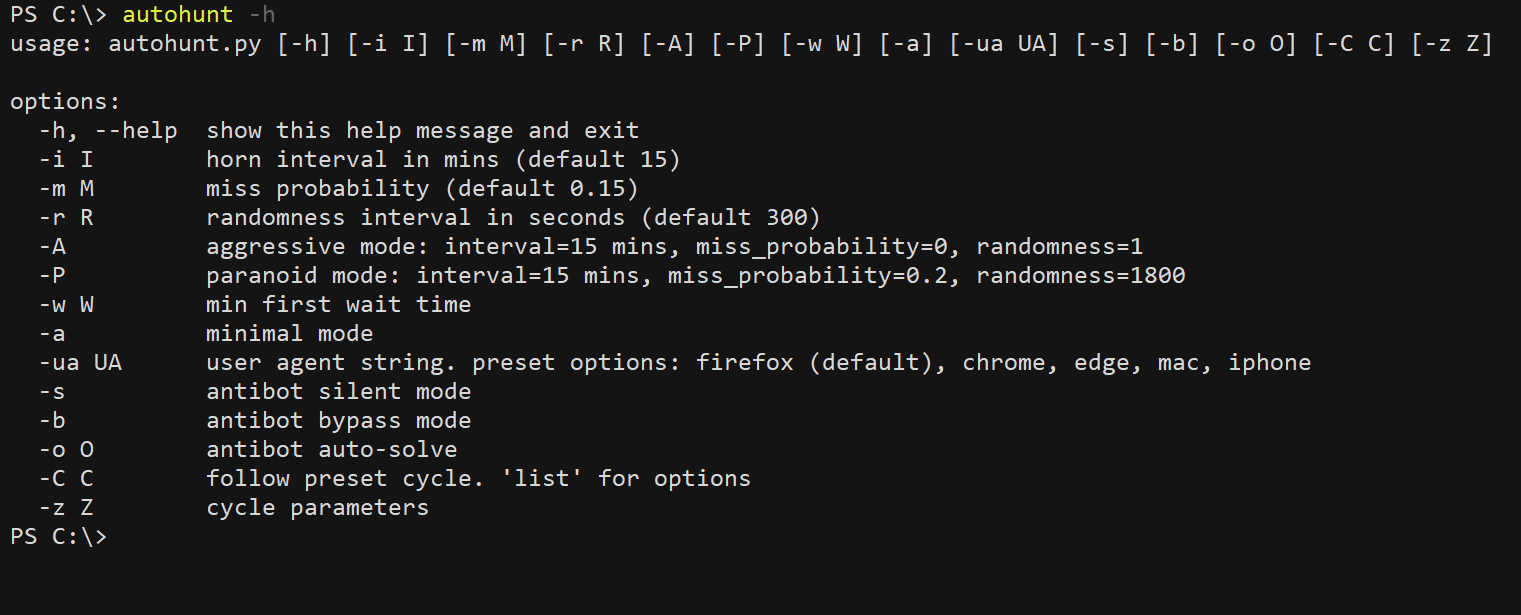 PS C:\> autohunt -h
usage: autohunt.py [-h] [-i I] [-m M] [-r R] [-A] [-P] [-w W] [-a] [-ua UA] [-s] [-b] [-o O] [-C C] [-z Z]
options:
-h, --help show this help message and exit
-i I horn interval in mins (default 15)
-m M miss probability (default 0.15)
-r R randomness interval in seconds (default 300)
-A aggressive mode: interval=15 mins, miss_probability=0, randomness=1
-P paranoid mode: interval=15 mins, miss_probability=0.2, randomness=1800
-w W min first wait time
-a minimal mode
-ua UA user agent string. preset options: firefox (default), chrome, edge, mac, iphone
-s antibot silent mode
-b antibot bypass mode
-o O antibot auto-solve
-C C follow preset cycle. 'list' for options
-z Z cycle parameters
PS C:\>